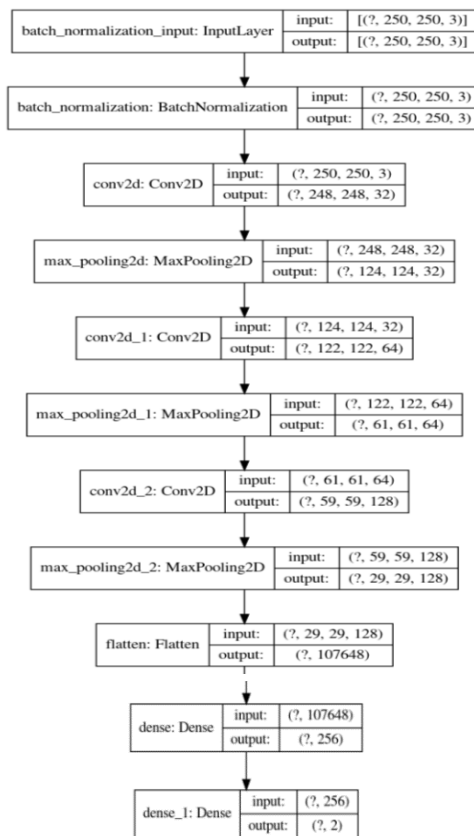 batch_normalization_input: InputLayer
input: [(?, 250, 250, 3)]
output: [(?, 250, 250, 3)]
batch_normalization: BatchNormalization
input: (?, 250, 250, 3)
output: (?, 250, 250, 3)
conv2d: Conv2D
input: (?, 250, 250, 3)
output: (?, 248, 248, 32)
max_pooling2d: MaxPooling2D
input: (?, 248, 248, 32)
output: (?, 124, 124, 32)
conv2d_1: Conv2D
input: (?, 124, 124, 32)
output: (?, 122, 122, 64)
max_pooling2d_1: MaxPooling2D
input: (?, 122, 122, 64)
output: (?, 61, 61, 64)
conv2d_2: Conv2D
input: (?, 61, 61, 64)
output: (?, 59, 59, 128)
max_pooling2d_2: MaxPooling2D
input: (?, 59, 59, 128)
output: (?, 29, 29, 128)
flatten: Flatten
input: (?, 29, 29, 128)
output: (?, 107648)
dense: Dense
input: (?, 107648)
output: (?, 256)
dense_1: Dense
input: (?, 256)
output: (?, 2)